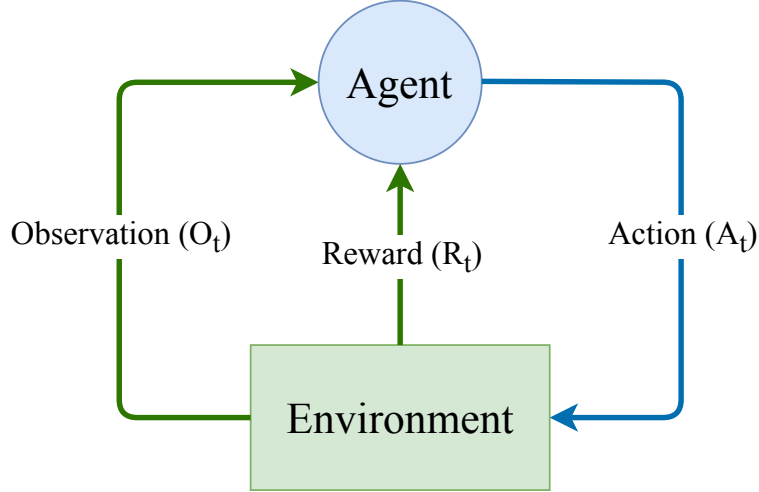 Agent
Observation (Oₜ)
Reward (Rₜ)
Action (Aₜ)
Environment